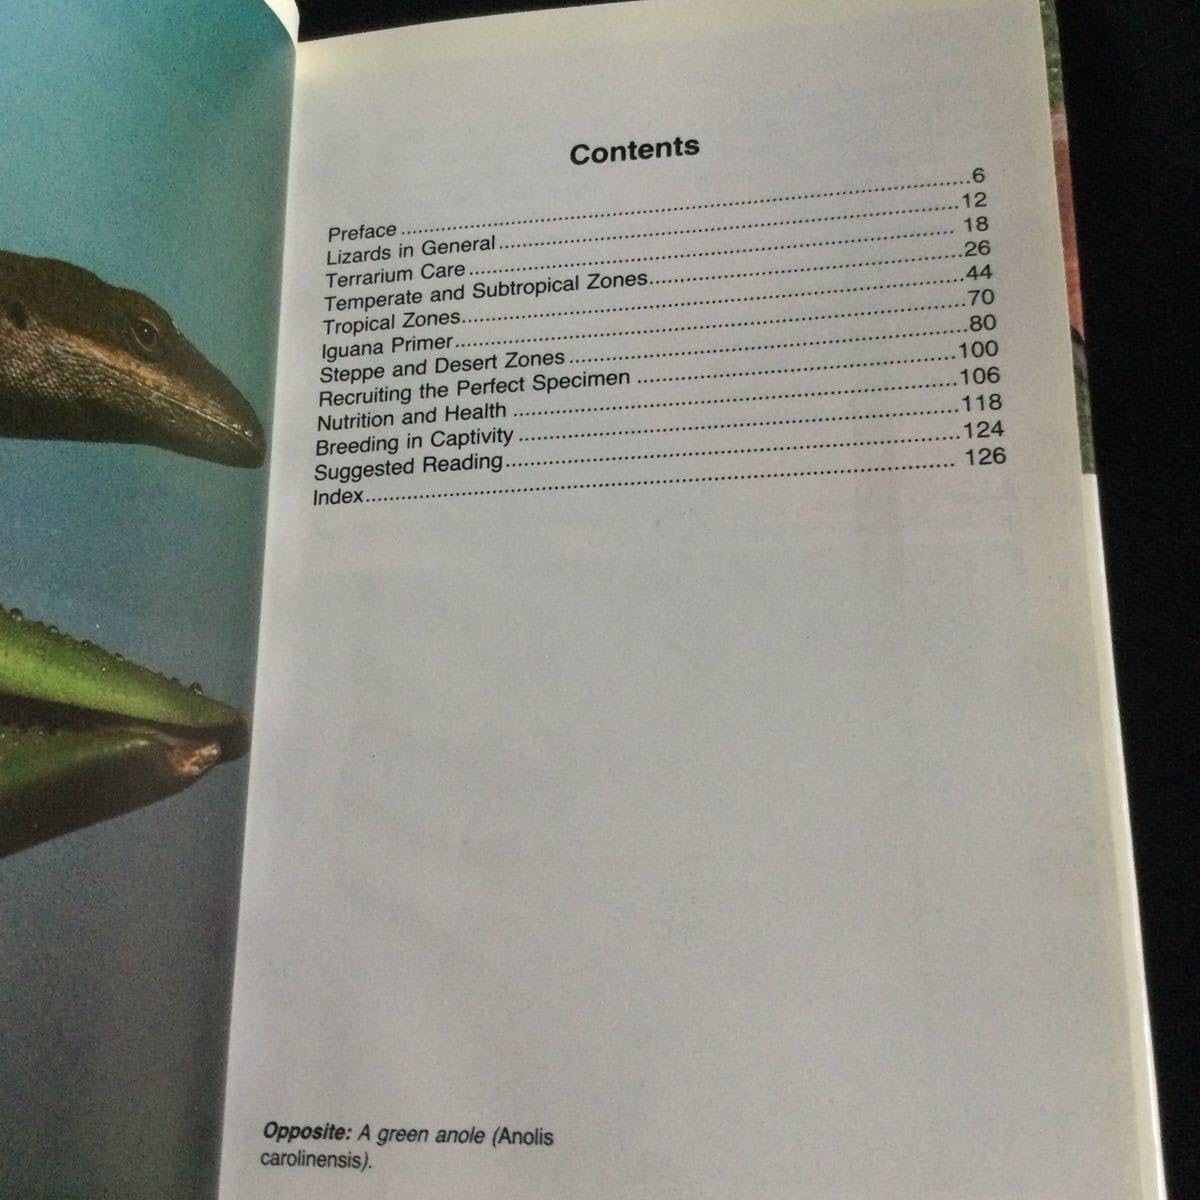 Contents
Preface.....6
Lizards in General.....12
Terrarium Care..... 18
Temperate and Subtropical Zones.....26
Tropical Zones.....44
Iguana Primer.....70
Steppe and Desert Zones.....80
Recruiting the Perfect Specimen.....100
Nutrition and Health.....106
Breeding in Captivity.....118
Suggested Reading.....124
Index..... 126
Opposite: A green anole (Anolis
carolinensis).